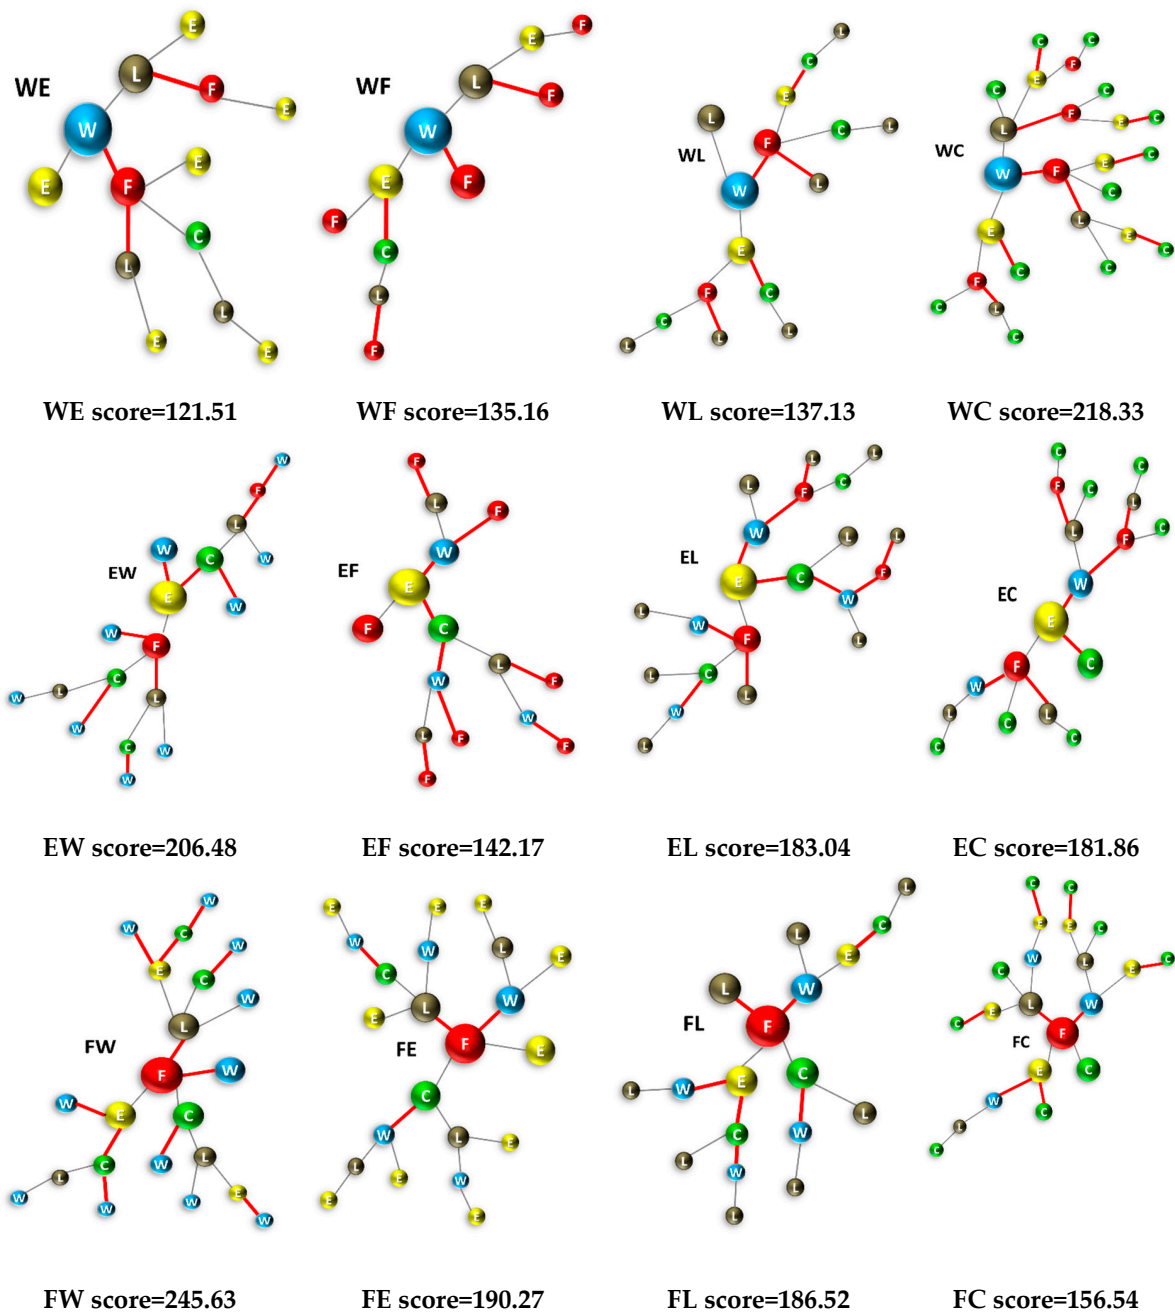 WE
W
E
L
E
F
E
F
E
C
L
E
L
E
WF
W
L
E
F
F
F
E
F
C
L
F
WL
L
W
F
E
C
L
C
L
L
E
F
C
L
L
C
L
WC
W
L
C
E
C
F
C
F
C
E
C
F
E
C
C
L
E
C
C
E
C
F
C
L
C
WE score=121.51 WF score=135.16 WL score=137.13 WC score=218.33
EW
E
W
C
L
F
W
W
W
F
W
C
L
W
W
L
C
W
W
EF
E
W
L
F
F
F
C
L
F
W
F
W
L
F
F
EL
E
W
L
F
L
C
L
C
L
W
F
L
L
F
W
L
C
L
W
L
L
EC
E
W
L
F
C
C
F
L
C
C
C
F
W
L
C
C
L
C
EW score=206.48 EF score=142.17 EL score=183.04 EC score=181.86
FW
F
L
E
W
C
W
C
W
W
W
E
W
C
L
W
W
C
W
L
W
E
W
FE
F
L
C
W
E
W
E
E
W
L
E
E
E
C
W
L
E
E
L
E
W
E
FL
F
L
W
L
E
C
L
E
W
L
C
L
W
L
C
L
W
L
FC
F
L
C
E
C
W
E
C
W
L
E
C
C
E
C
C
E
C
W
L
C
FW score=245.63 FE score=190.27 FL score=186.52 FC score=156.54